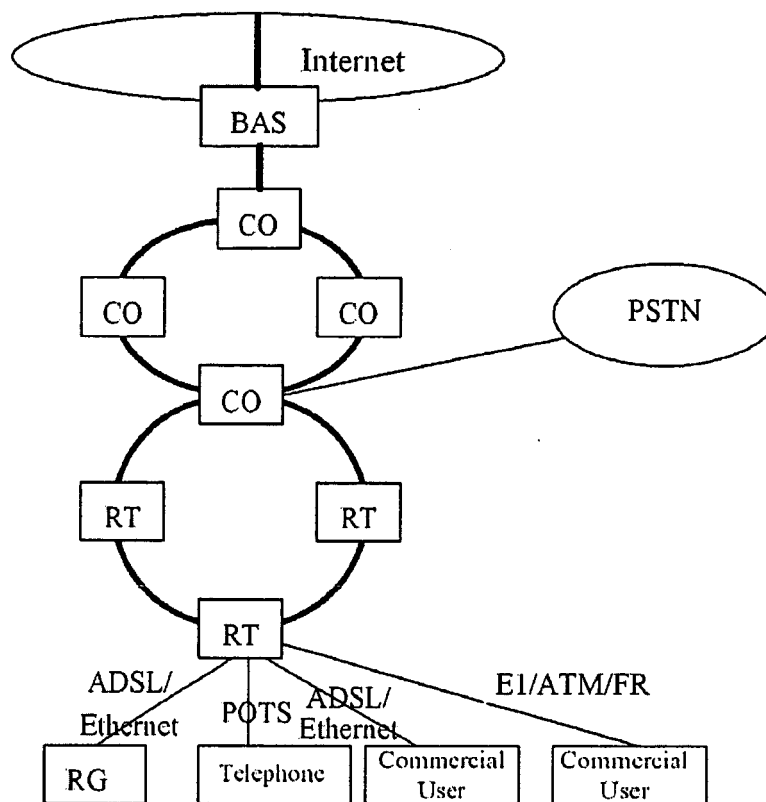 Internet
BAS
CO
CO
CO
PSTN
CO
RT
RT
RT
ADSL/
Ethernet
POTS
ADSL/
Ethernet
E1/ATM/FR
RG
Telephone
Commercial
User
Commercial
User